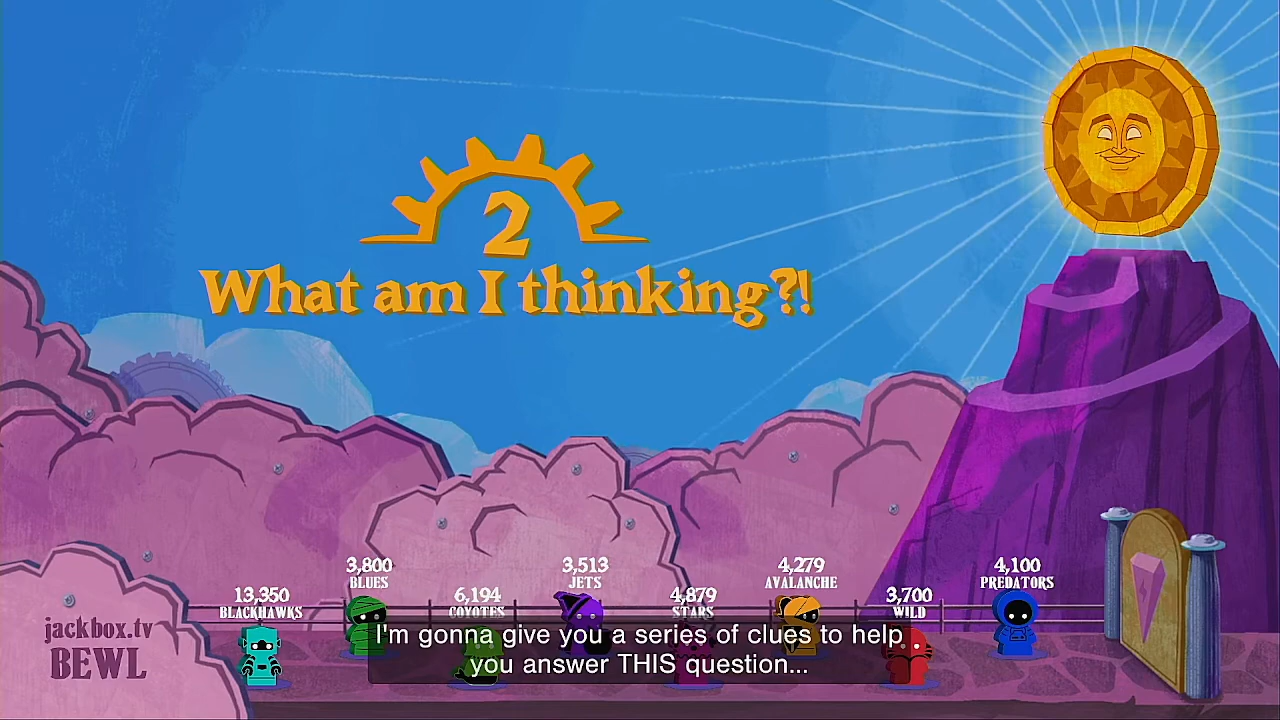 2
What am I thinking?!
13,350
BLACKHAWKS
3,800
BLUES
6,194
COYOTES
3,513
JETS
4,879
STARS
4,279
AVALANCHE
3,700
WILD
4,100
PREDATORS
I'm gonna give you a series of clues to help
you answer THIS question...
jackbox.tv
BEWL